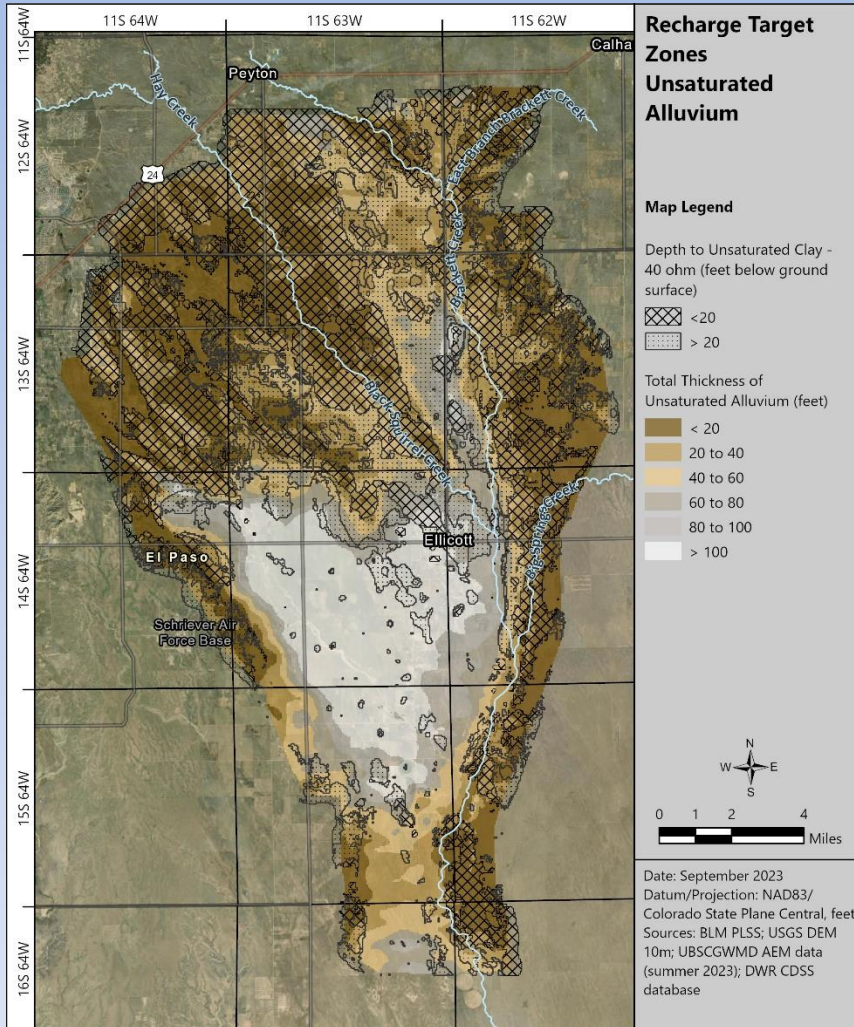 11S 64W
11S 63W
11S 62W
11S 64W
12S 64W
13S 64W
14S 64W
15S 64W
16S 64W
Calha
Peyton
Hay Creek
24
East Branch Brackett Creek
Brackett Creek
Black Squirrel Creek
Ellicott
Big Springs Creek
El Paso
Schriever Air
Force Base
Recharge Target
Zones
Unsaturated
Alluvium
Map Legend
Depth to Unsaturated Clay -
40 ohm (feet below ground
surface)
<20
> 20
Total Thickness of
Unsaturated Alluvium (feet)
< 20
20 to 40
40 to 60
60 to 80
80 to 100
> 100
N
W E
S
0 1 2 4
Miles
Date: September 2023
Datum/Projection: NAD83/
Colorado State Plane Central, feet
Sources: BLM PLSS; USGS DEM
10m; UBSCGWMD AEM data
(summer 2023); DWR CDSS
database